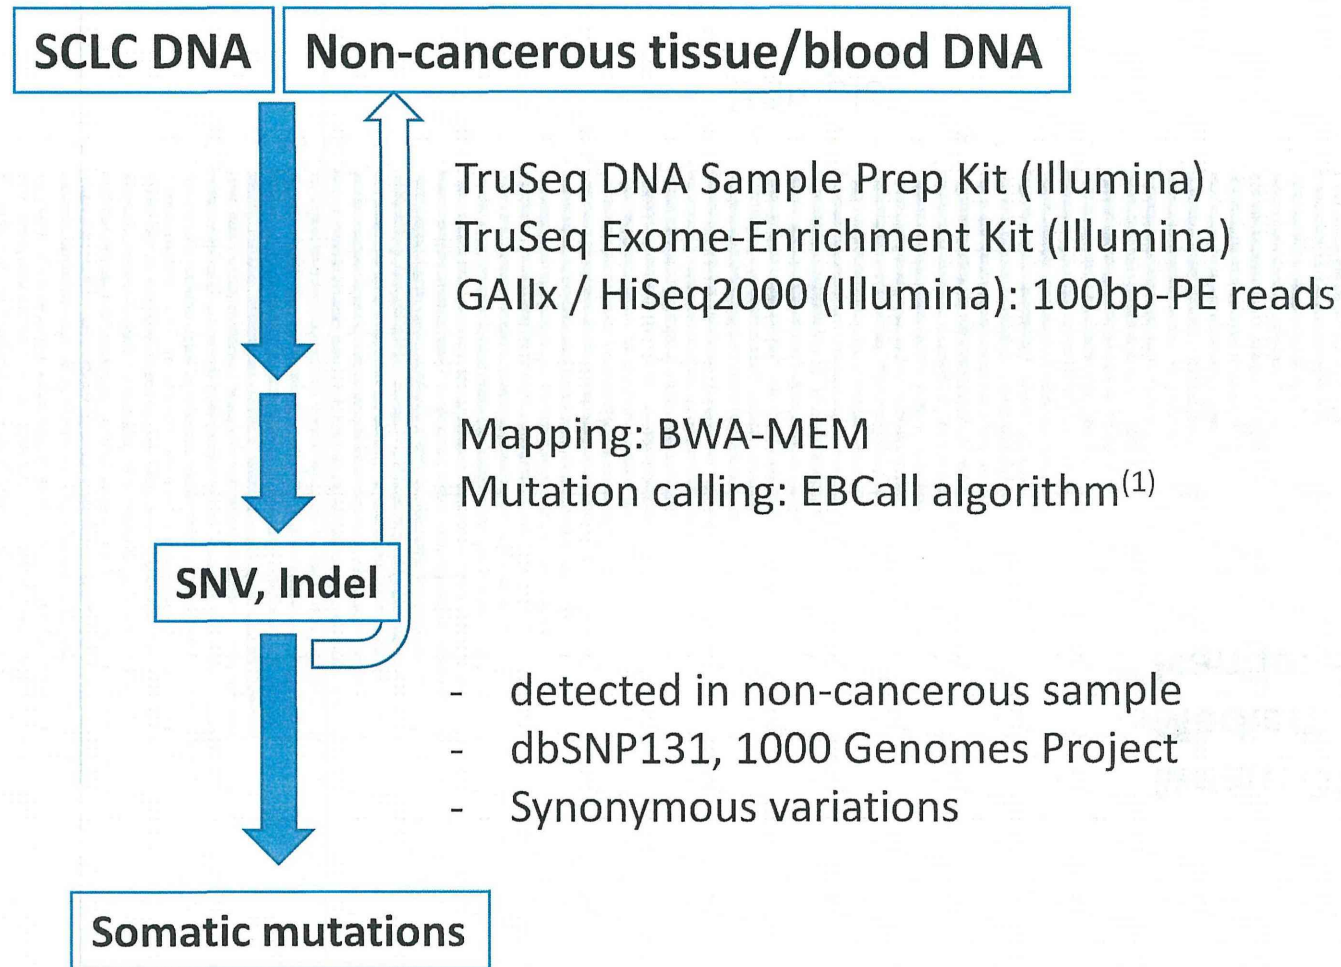 SCLC DNA
Non-cancerous tissue/blood DNA
TruSeq DNA Sample Prep Kit (Illumina)
TruSeq Exome-Enrichment Kit (Illumina)
GAIIx / HiSeq2000 (Illumina): 100bp-PE reads
Mapping: BWA-MEM
Mutation calling: EBCall algorithm(1)
SNV, Indel
- detected in non-cancerous sample
- dbSNP131, 1000 Genomes Project
- Synonymous variations
Somatic mutations